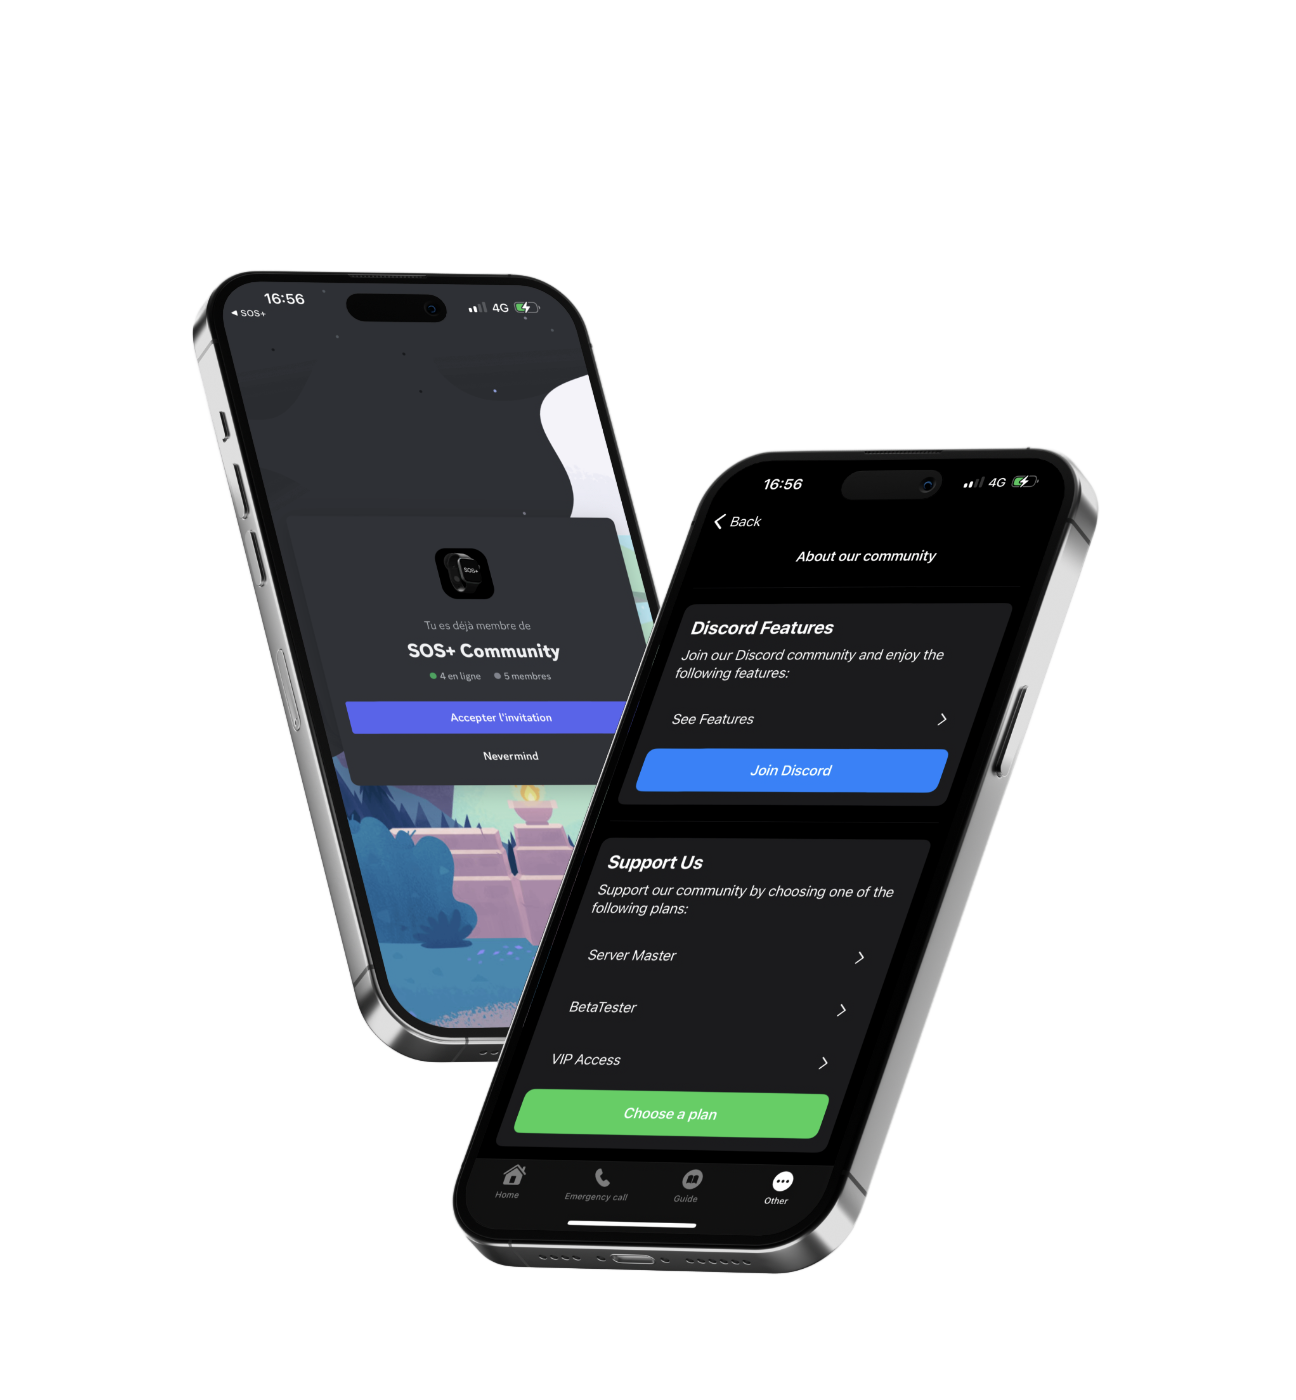 16:56
4G
◀ SOS+
SOS+
Tu es déjà membre de
SOS+ Community
4 en ligne 5 membres
Accepter l'invitation
Nevermind
16:56
4G
Back
About our community
Discord Features
Join our Discord community and enjoy the
following features:
See Features
Join Discord
Support Us
Support our community by choosing one of the
following plans:
Server Master
BetaTester
VIP Access
Choose a plan
Home
Emergency call
Guide
Other